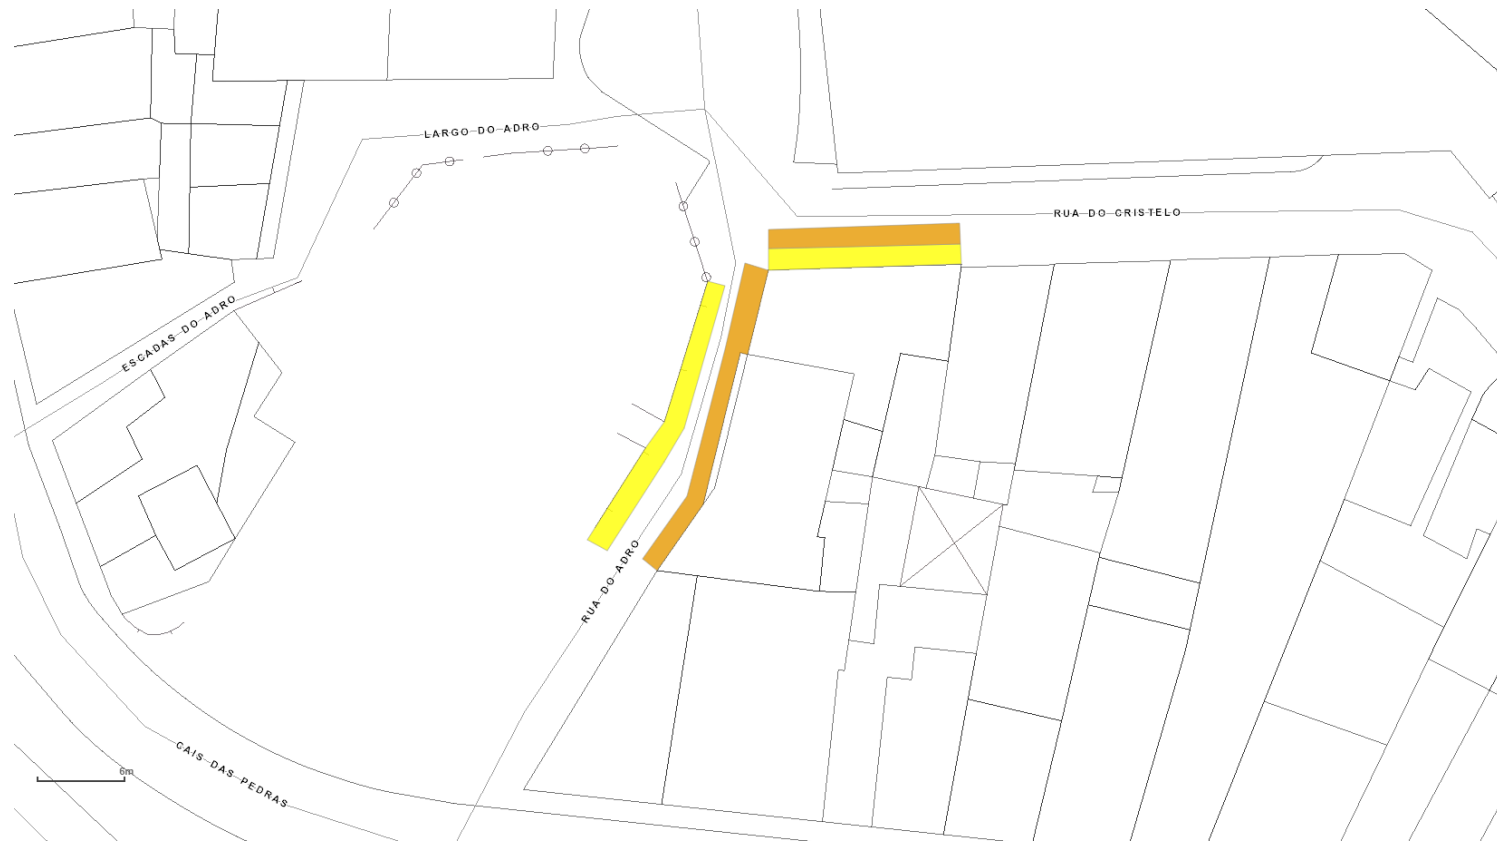 LARGO DO ADRO
RUA DO CRISTELO
ESCADAS DO ADRO
RUA DO ADRO
CAIS DAS PEDRAS
6m